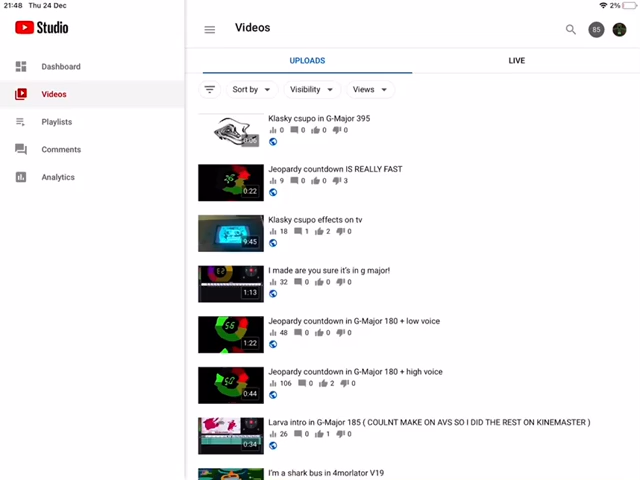 21:48 Thu 24 Dec
2%
Studio
Videos
85
Dashboard
Videos
Playlists
Comments
Analytics
UPLOADS
LIVE
Sort by
Visibility
Views
Klasky csupo in G-Major 395
0 0 0 0
Jeopardy countdown IS REALLY FAST
9 0 0 3
0:22
Klasky csupo effects on tv
18 1 2 0
9:45
I made are you sure it's in g major!
32 0 0 0
1:13
Jeopardy countdown in G-Major 180 + low voice
48 0 0 0
1:22
Jeopardy countdown in G-Major 180 + high voice
106 0 2 0
0:44
Larva intro in G-Major 185 ( COULNT MAKE ON AVS SO I DID THE REST ON KINEMASTER )
26 0 1 0
0:34
I'm a shark bus in 4morlator V19